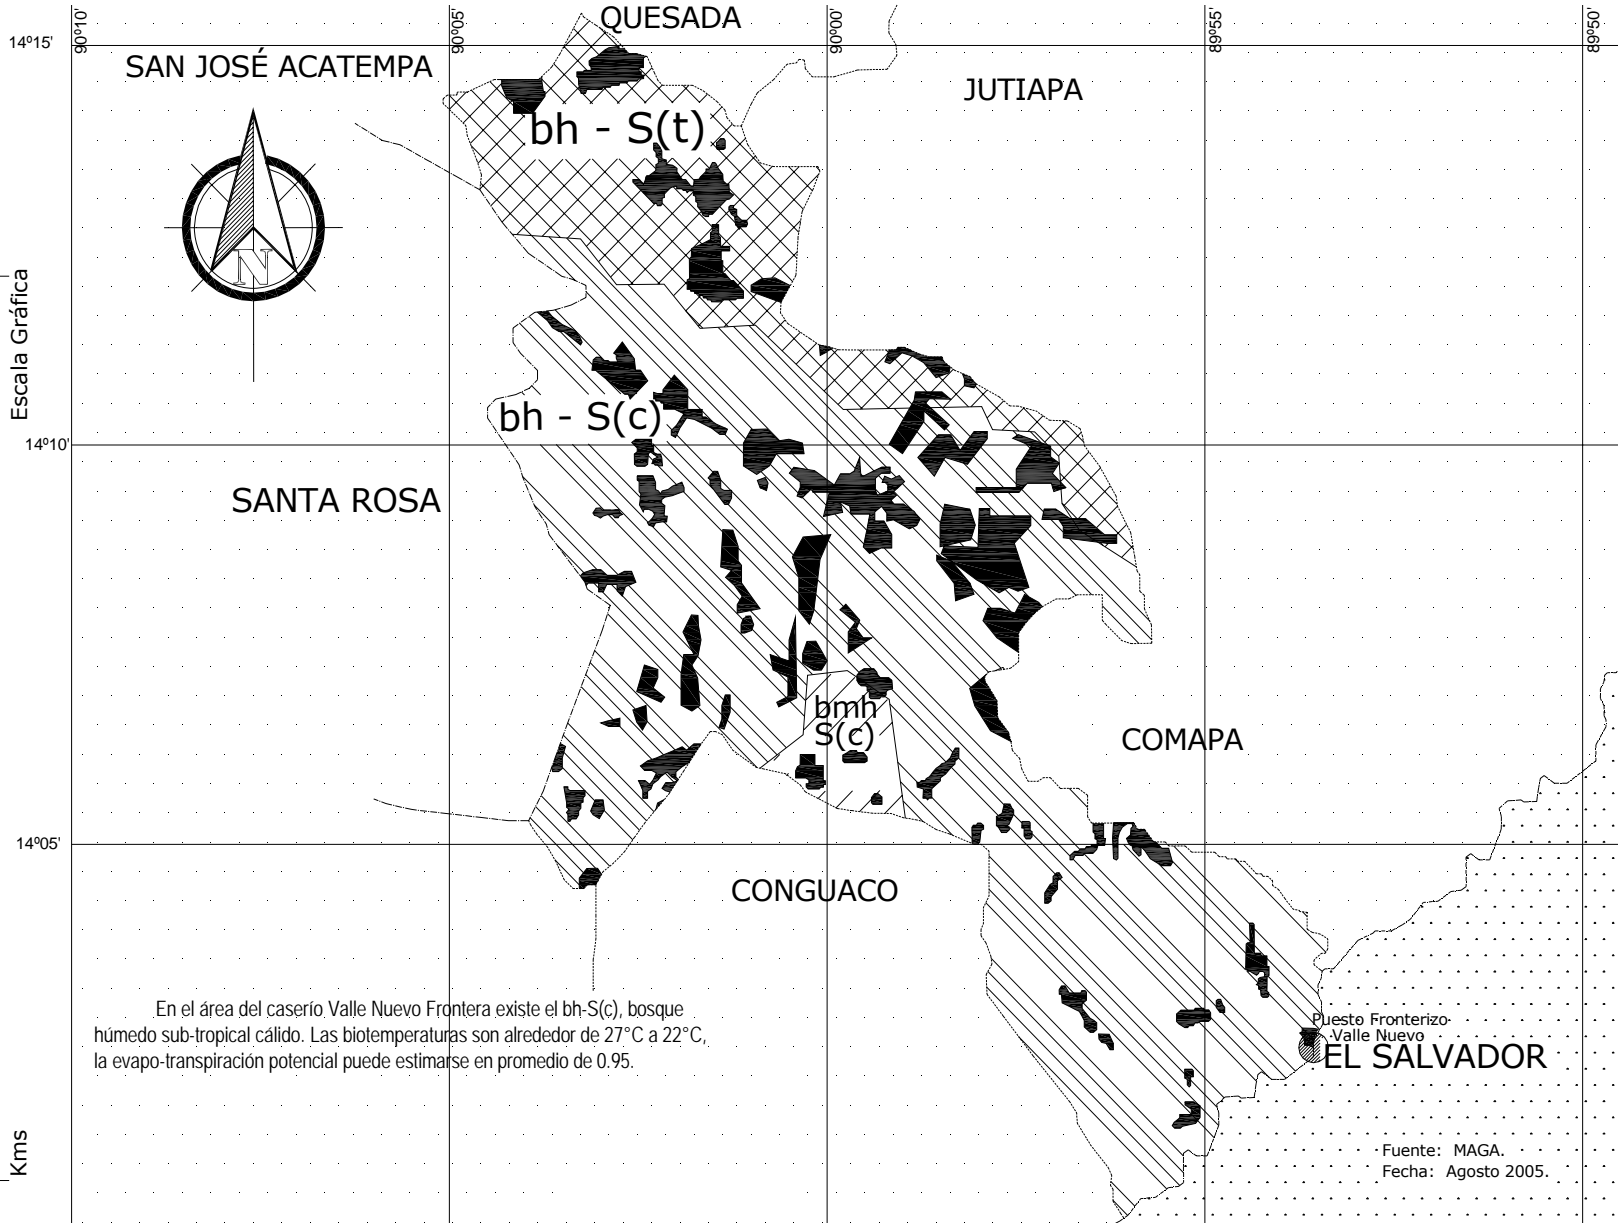 90º10'
90º05'
90º00'
89º55'
89º50'
14º15'
QUESADA
SAN JOSÉ ACATEMPA
JUTIAPA
bh - S(t)
N
Escala Gráfica
bh - S(c)
14º10'
SANTA ROSA
bmh
S(c)
COMAPA
14º05'
CONGUACO
En el área del caserío Valle Nuevo Frontera existe el bh-S(c), bosque
húmedo sub-tropical cálido. Las biotemperaturas son alrededor de 27°C a 22°C,
la evapo-transpiración potencial puede estimarse en promedio de 0.95.
Puesto Fronterizo
Valle Nuevo
EL SALVADOR
Kms
Fuente: MAGA.
Fecha: Agosto 2005.